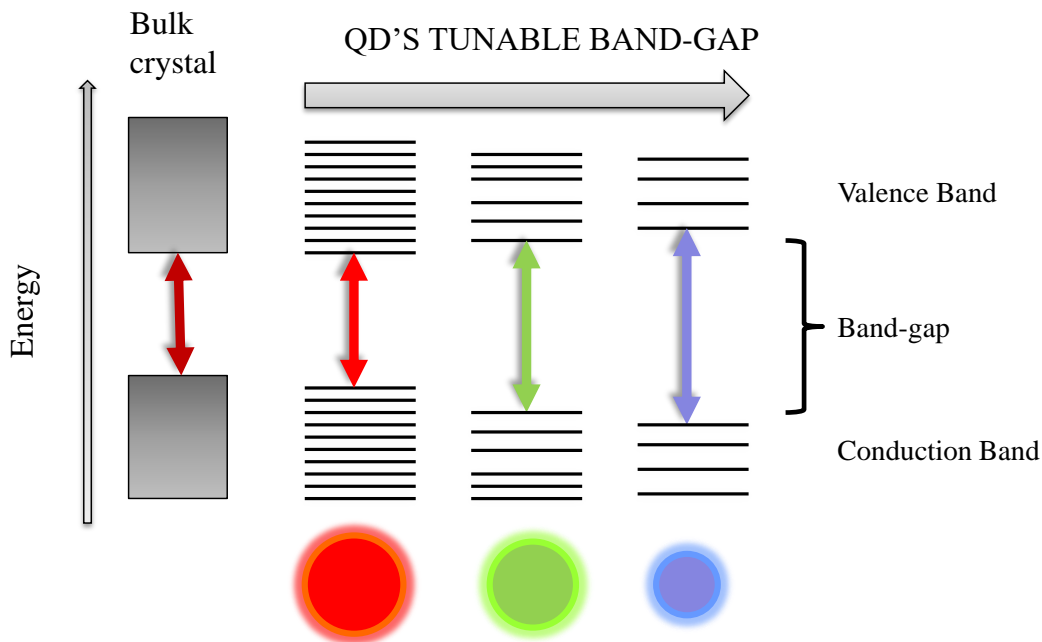 Bulk
crystal
QD'S TUNABLE BAND-GAP
Energy
Valence Band
Band-gap
Conduction Band